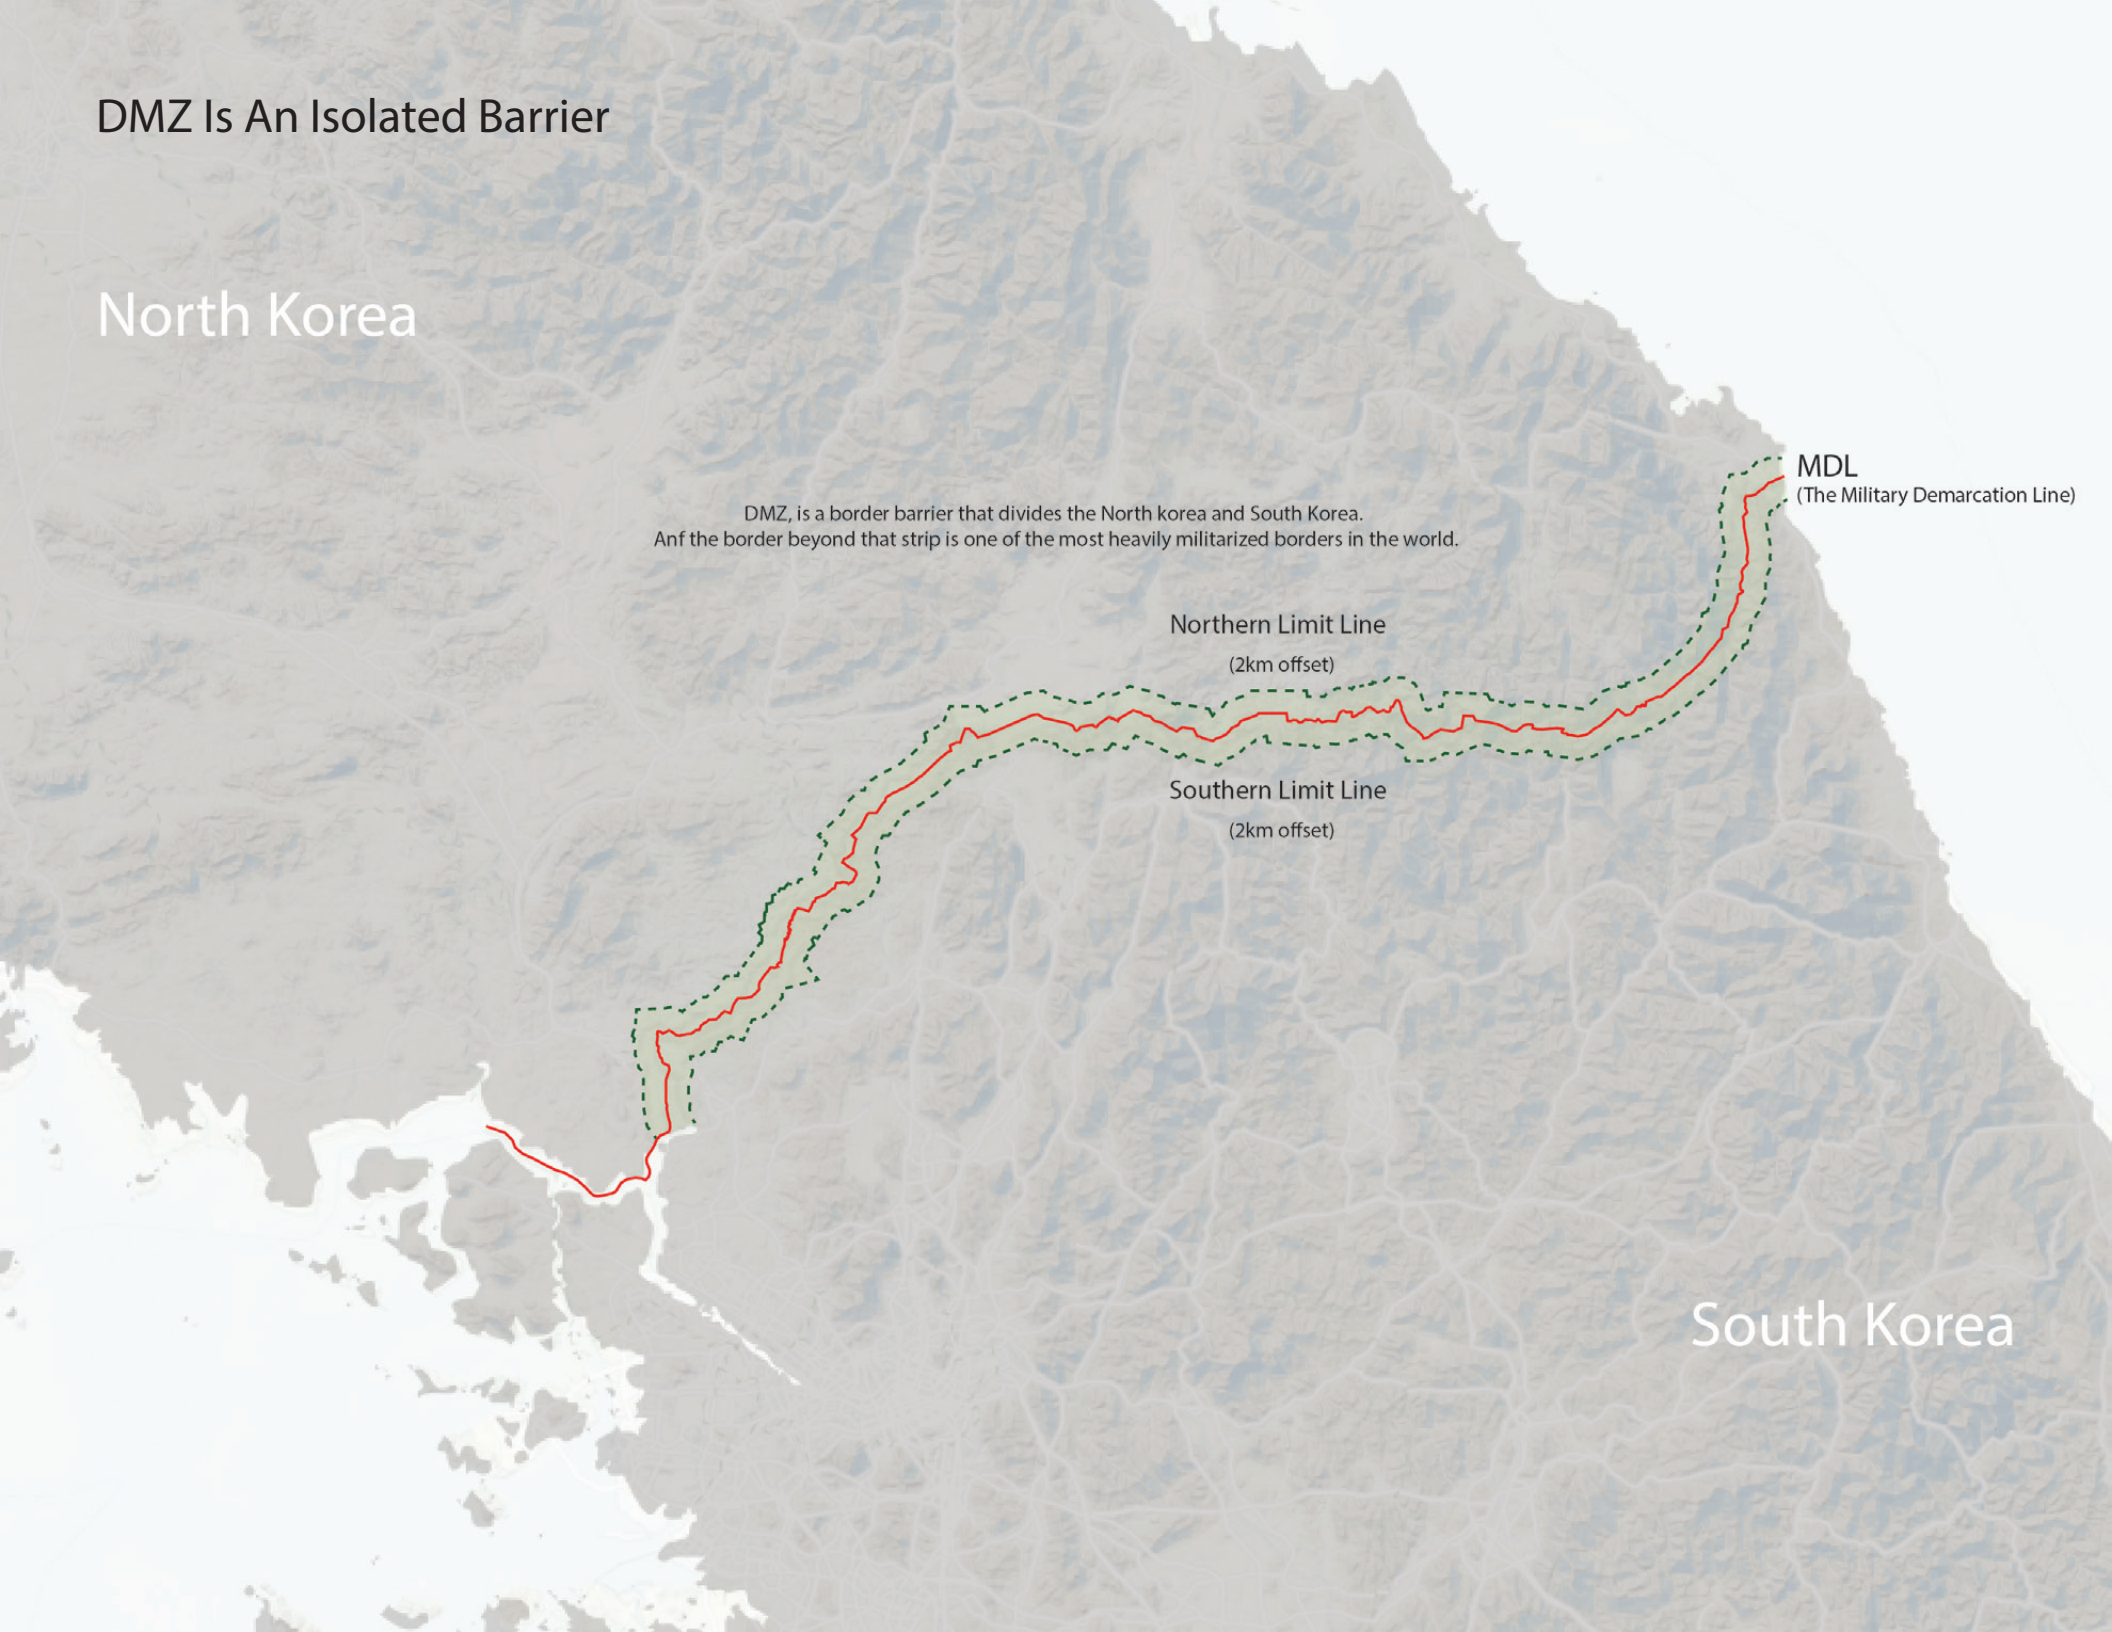 DMZ Is An Isolated Barrier
North Korea
MDL
(The Military Demarcation Line)
DMZ, is a border barrier that divides the North korea and South Korea.
Anf the border beyond that strip is one of the most heavily militarized borders in the world.
Northern Limit Line
(2km offset)
Southern Limit Line
(2km offset)
South Korea